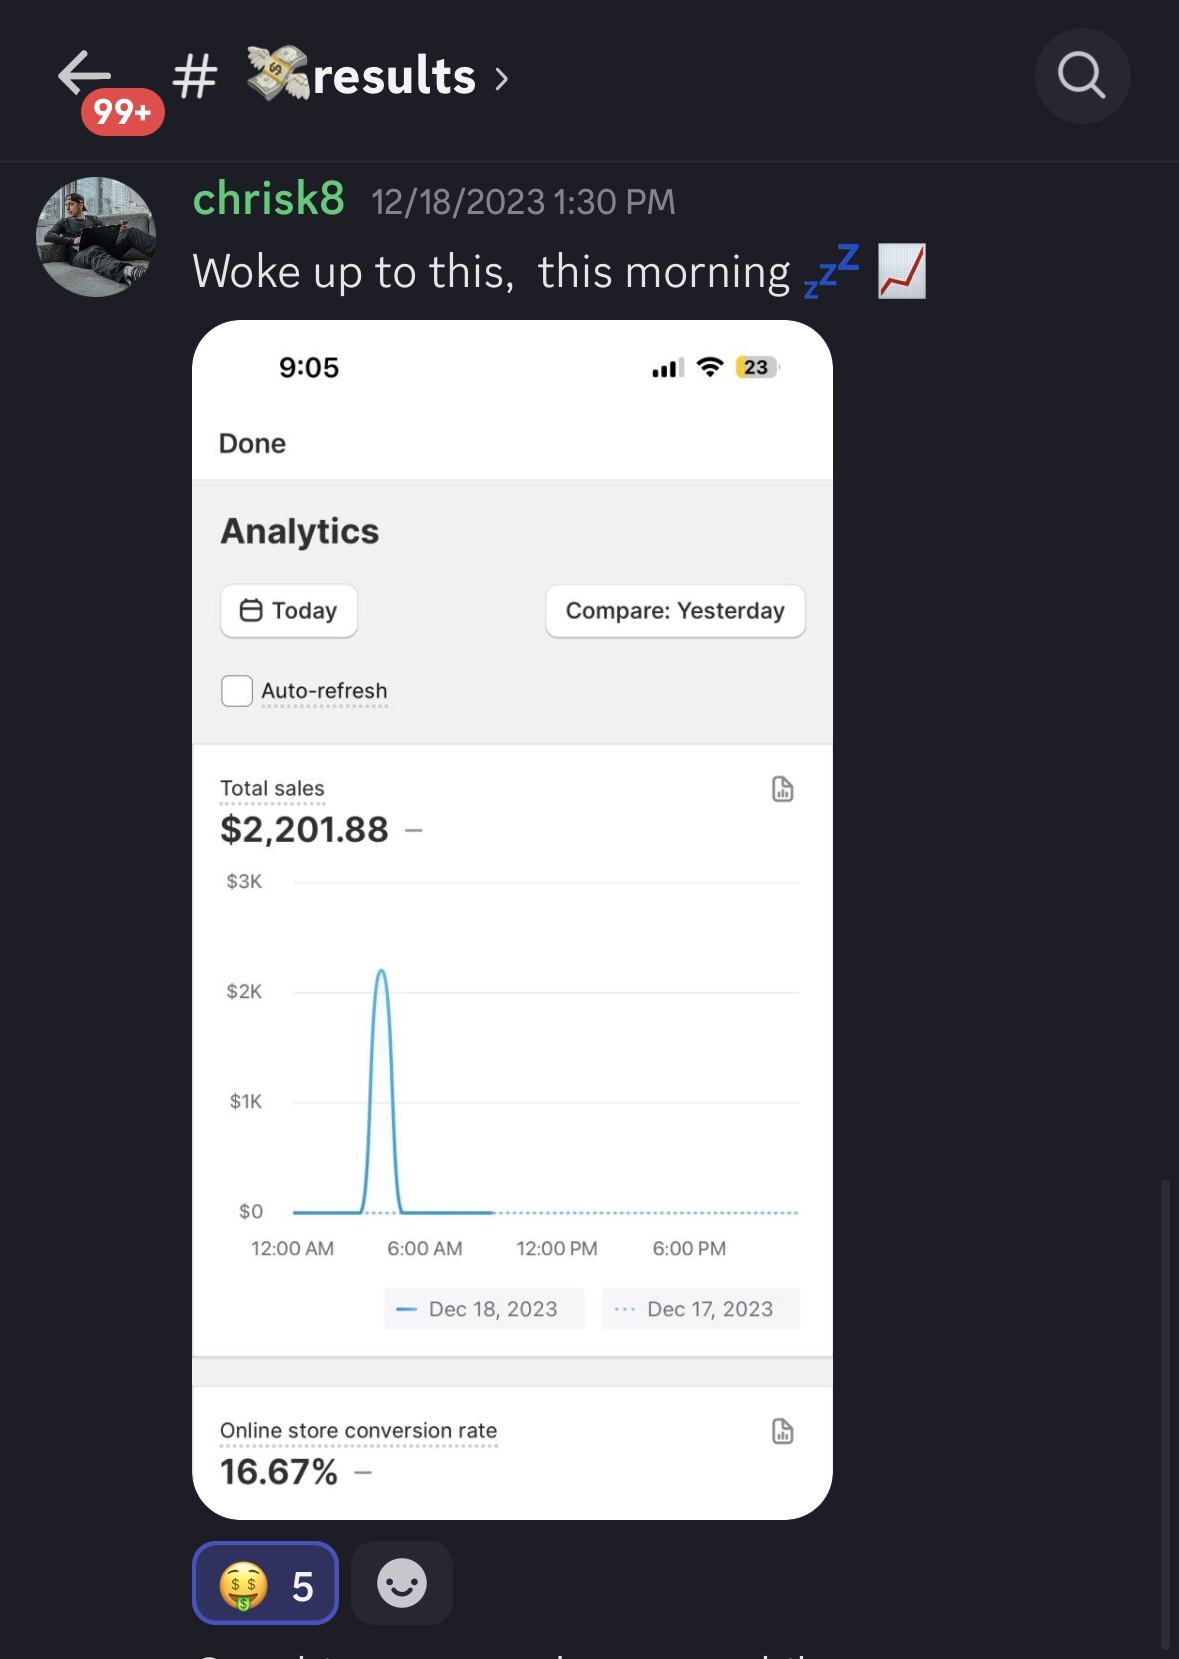 99+
# 💸results ›
chrisk8 12/18/2023 1:30 PM
Woke up to this, this morning 💤 📈
9:05 23
Done
Analytics
Today Compare: Yesterday
Auto-refresh
Total sales
$2,201.88 –
$3K
$2K
$1K
$0
12:00 AM 6:00 AM 12:00 PM 6:00 PM
Dec 18, 2023 Dec 17, 2023
Online store conversion rate
16.67% –
🤑 5